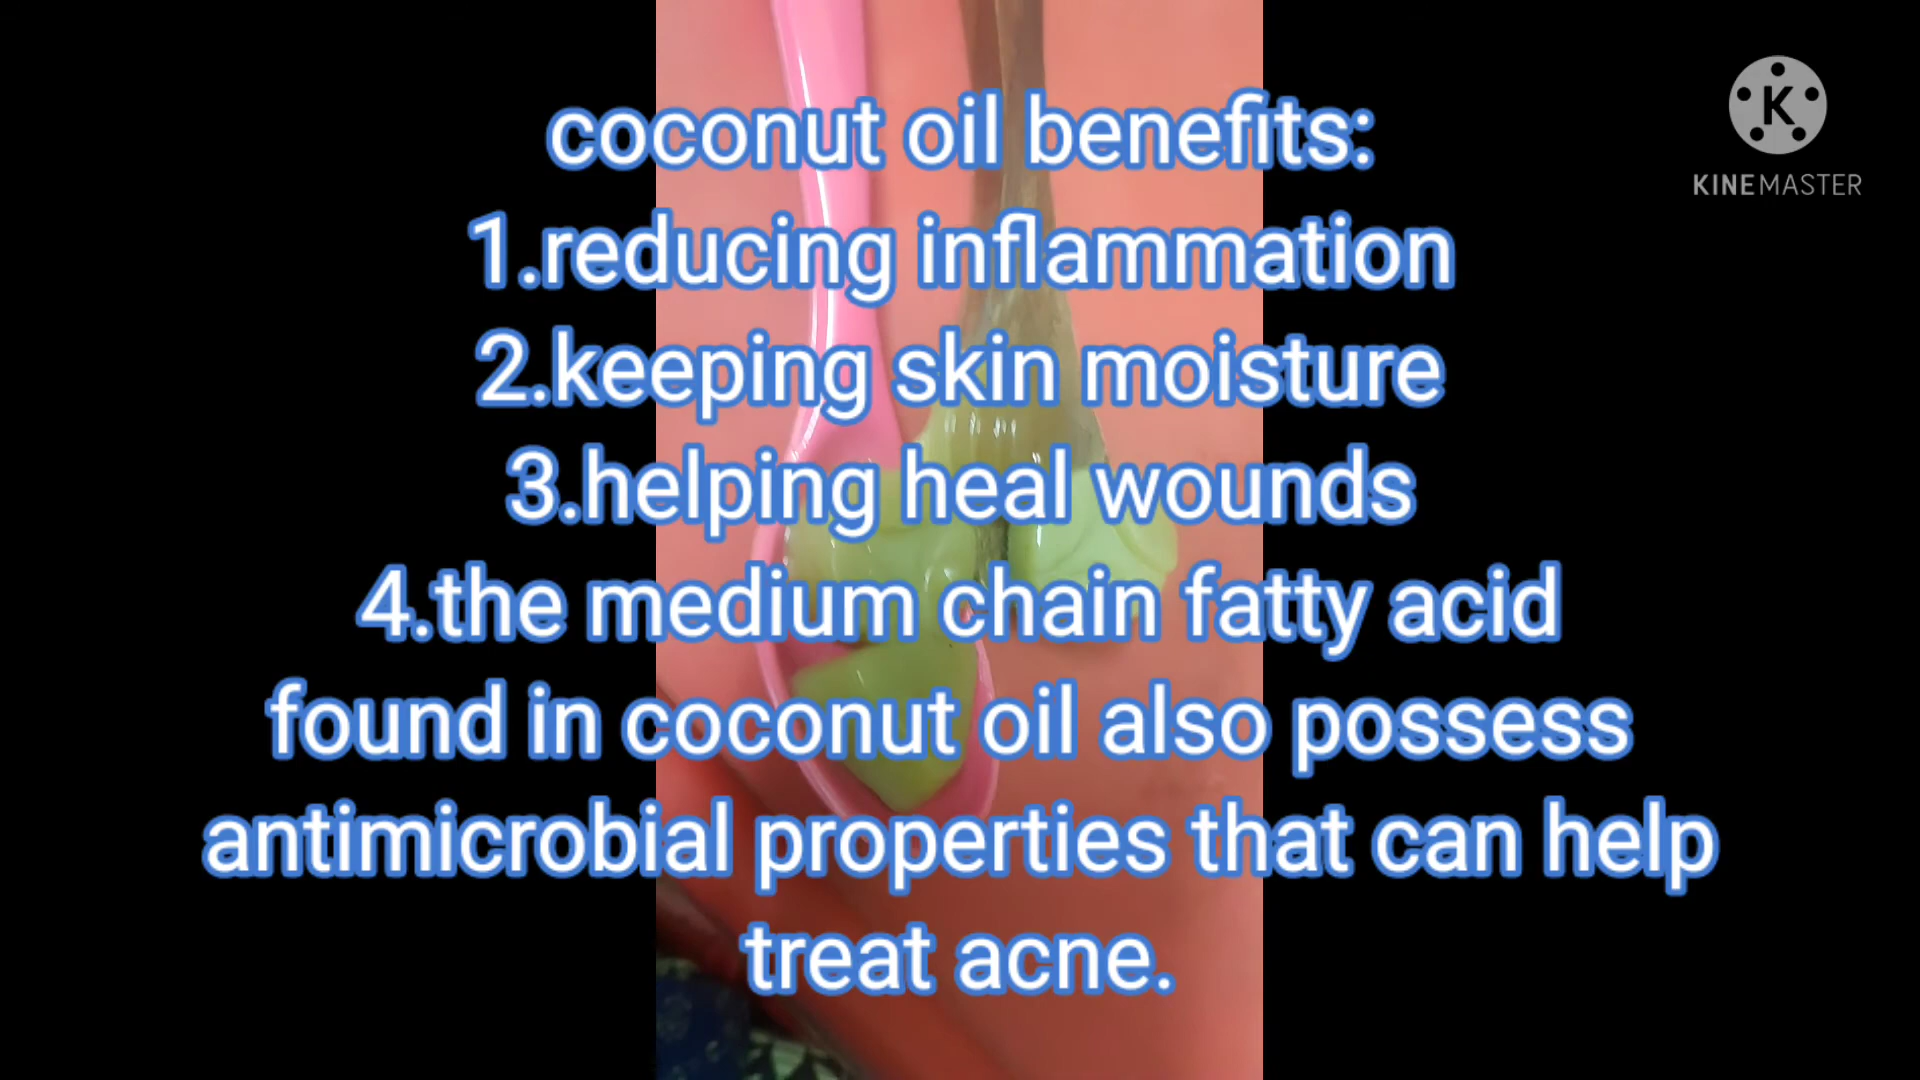 coconut oil benefits:
1.reducing inflammation
2.keeping skin moisture
3.helping heal wounds
4.the medium chain fatty acid
found in coconut oil also possess
antimicrobial properties that can help
treat acne.
K
KINEMASTER